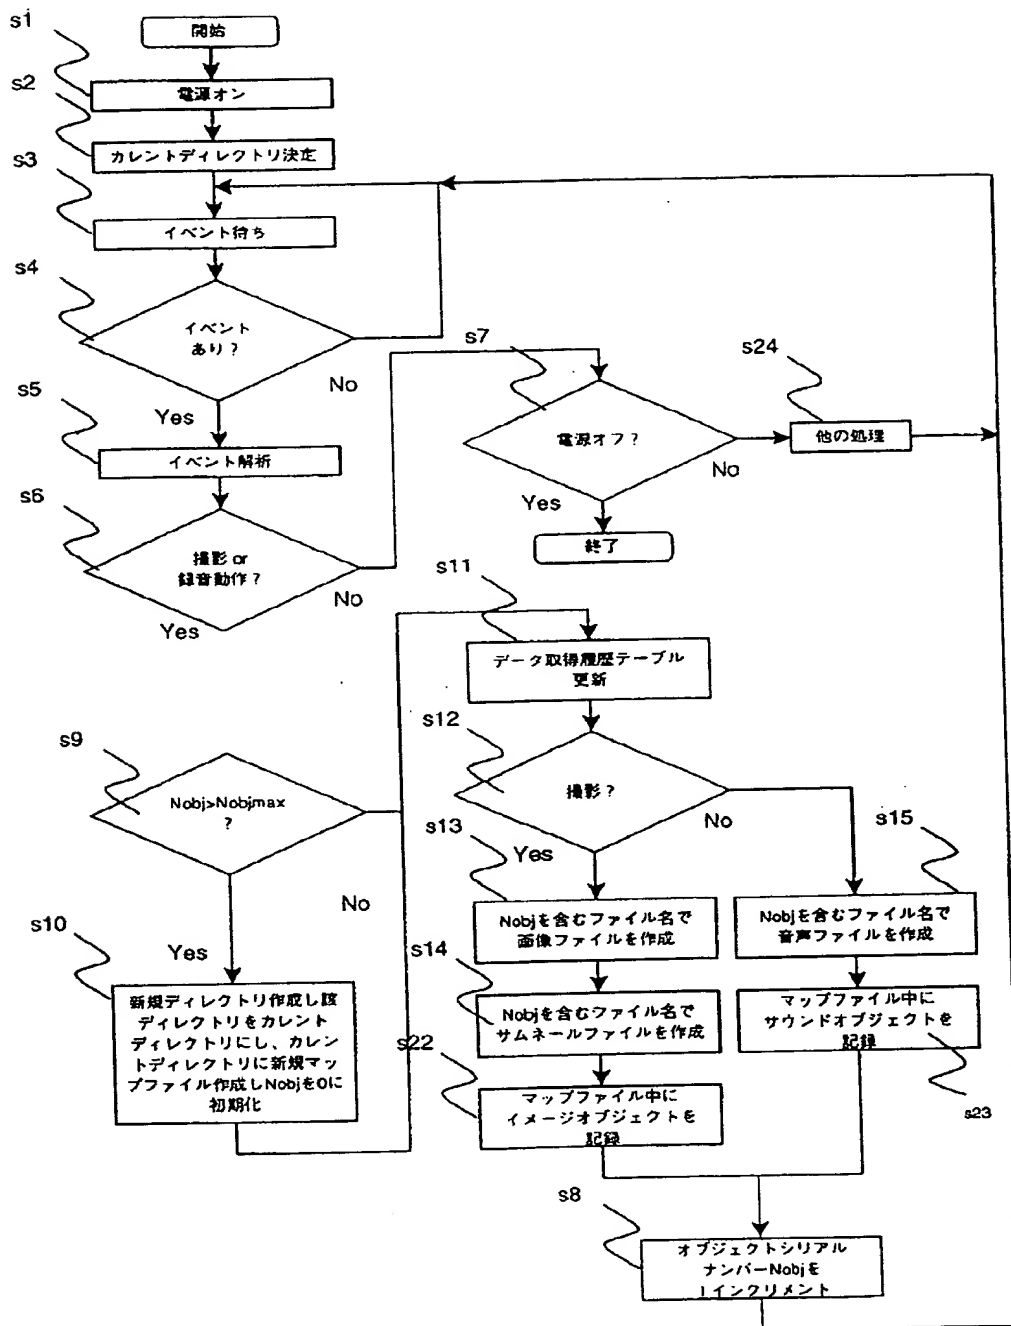 s1
開始
s2
電源オン
s3
カレントディレクトリ決定
イベント待ち
s4
イベント
あり?
No
Yes
s5
イベント解析
s6
撮影 or
録音動作?
No
Yes
s7
電源オフ?
No
Yes
s24
他の処理
終了
s11
データ取得履歴テーブル
更新
s12
撮影?
No
Yes
s9
Nobj>Nobjmax
?
No
Yes
s10
新規ディレクトリ作成し該
ディレクトリをカレント
ディレクトリにし、カレン
トディレクトリに新規マッ
プファイル作成しNobjを0に
初期化
s13
Nobjを含むファイル名で
画像ファイルを作成
s15
Nobjを含むファイル名で
音声ファイルを作成
s14
Nobjを含むファイル名で
サムネールファイルを作成
マップファイル中に
サウンドオブジェクトを
記録
s23
s22
マップファイル中に
イメージオブジェクトを
記録
s8
オブジェクトシリアル
ナンバーNobjを
1インクリメント